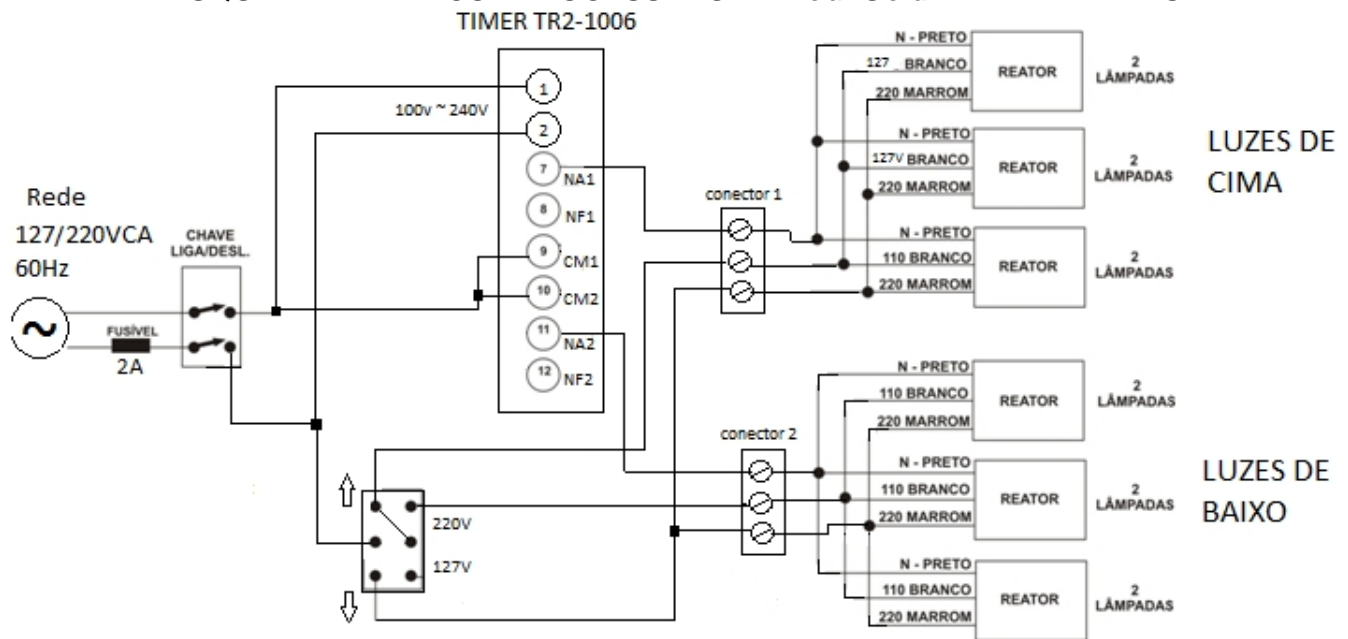 TIMER TR2-1006
1
100v ~ 240V
2
7
NA1
8
NF1
9
CM1
10
CM2
11
NA2
12
NF2
Rede
127/220VCA
60Hz
CHAVE
LIGA/DESL.
FUSÍVEL
2A
220V
127V
conector 1
conector 2
N - PRETO
127 BRANCO
220 MARROM
REATOR
2
LÂMPADAS
N - PRETO
127V BRANCO
220 MARROM
REATOR
2
LÂMPADAS
N - PRETO
110 BRANCO
220 MARROM
REATOR
2
LÂMPADAS
LUZES DE
CIMA
N - PRETO
110 BRANCO
220 MARROM
REATOR
2
LÂMPADAS
N - PRETO
110 BRANCO
220 MARROM
REATOR
2
LÂMPADAS
N - PRETO
110 BRANCO
220 MARROM
REATOR
2
LÂMPADAS
LUZES DE
BAIXO